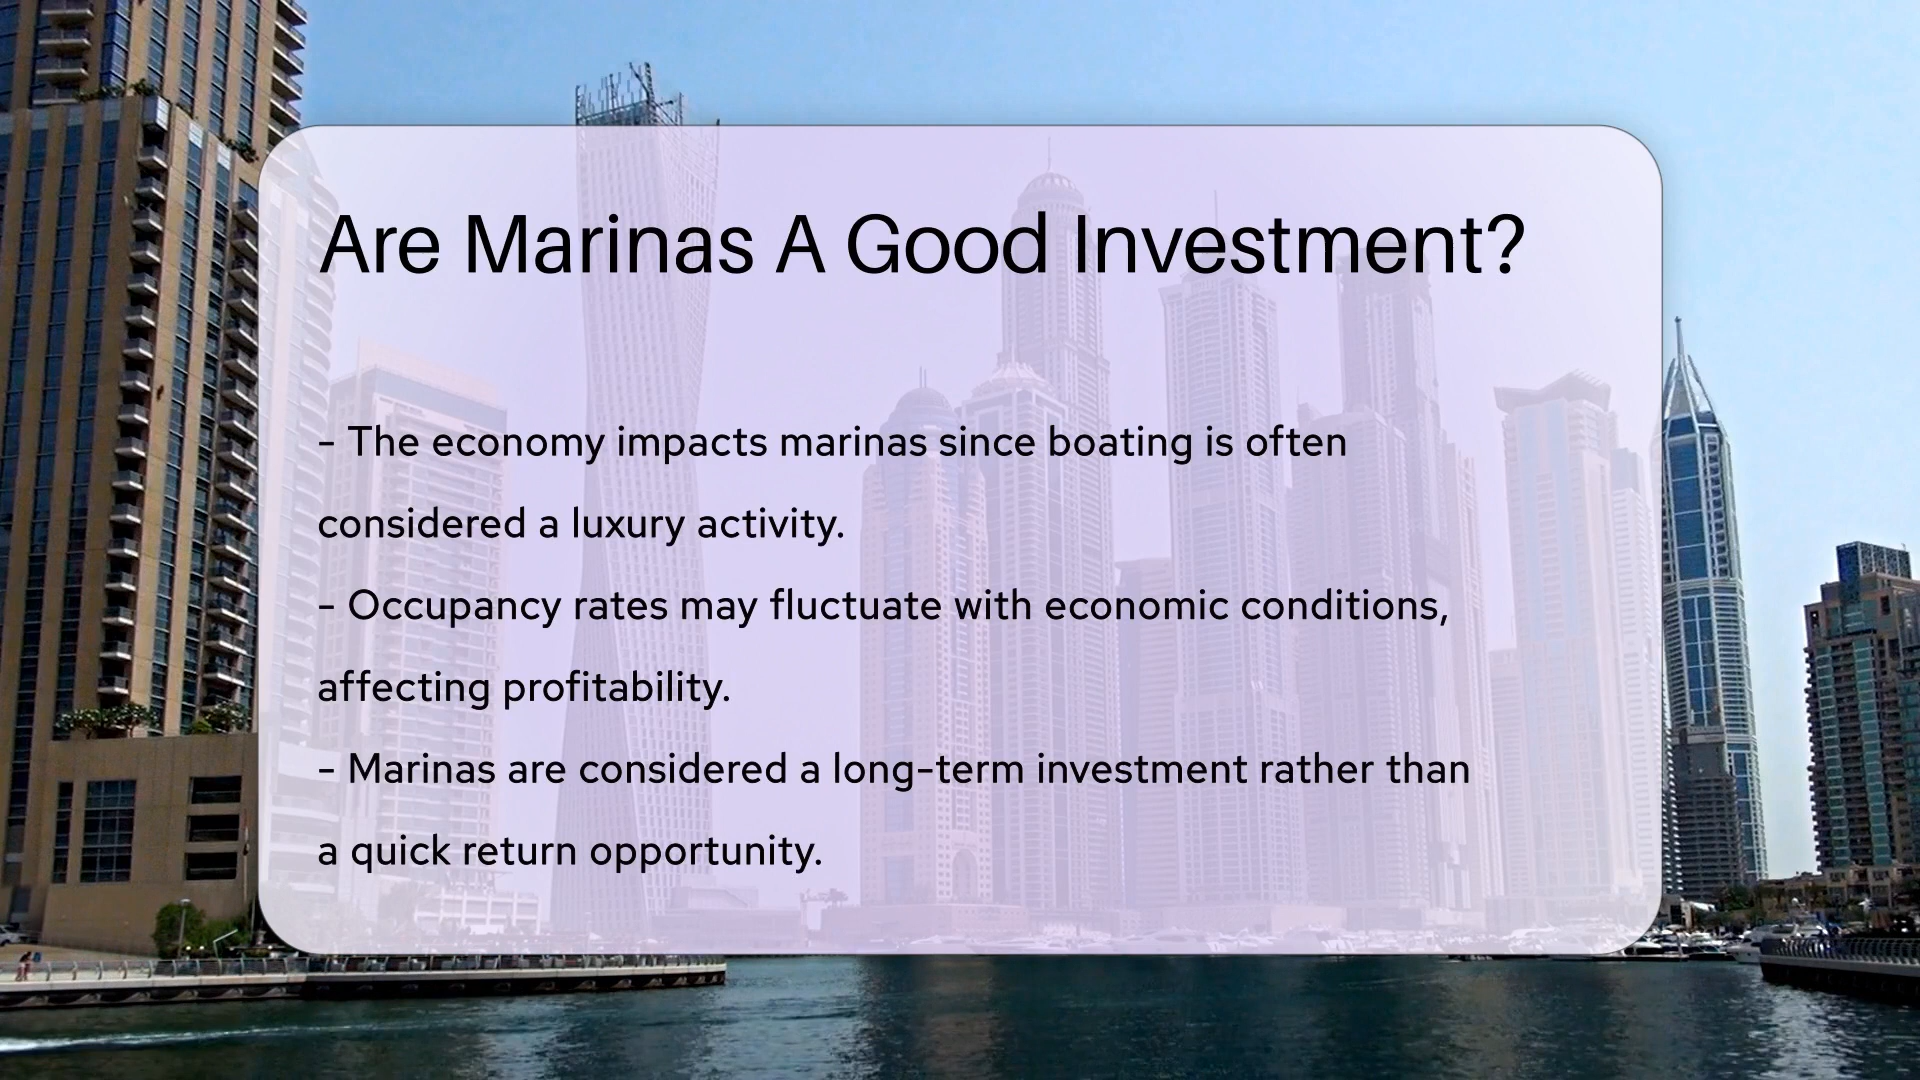 Are Marinas A Good Investment?
- The economy impacts marinas since boating is often
considered a luxury activity.
- Occupancy rates may fluctuate with economic conditions,
affecting profitability.
- Marinas are considered a long-term investment rather than
a quick return opportunity.